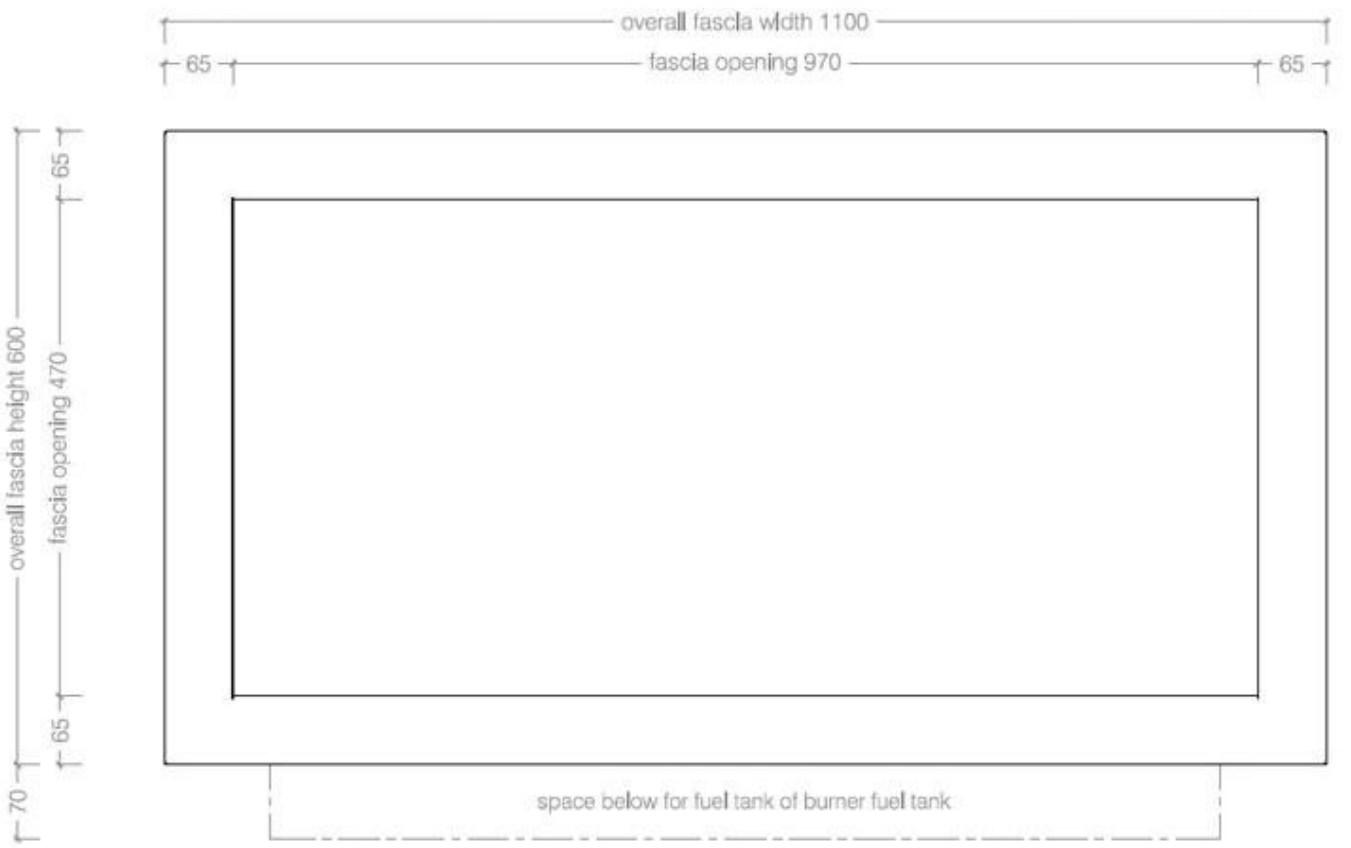 overall fascia width 1100
65
fascia opening 970
65
65
overall fascia height 600
fascia opening 470
65
70
space below for fuel tank of burner fuel tank